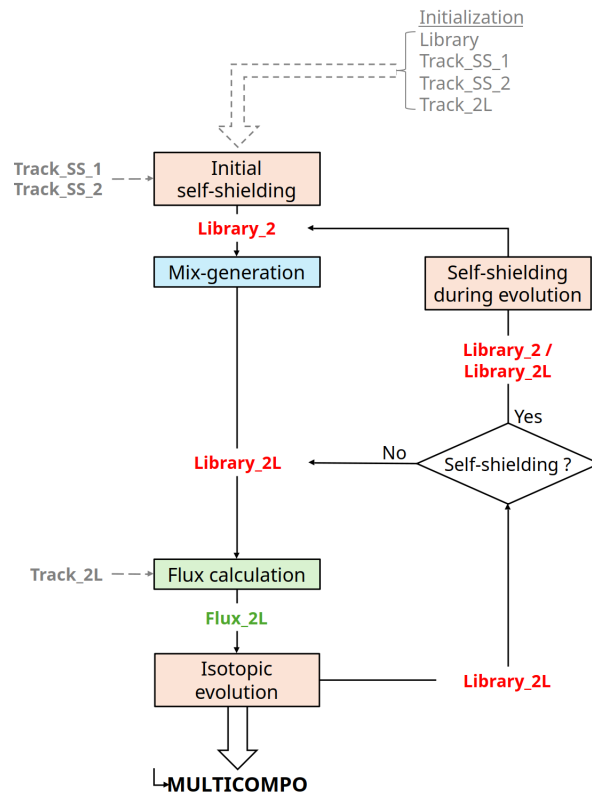 Initialization
Library
Track_SS_1
Track_SS_2
Track_2L
Track_SS_1
Track_SS_2
Initial
self-shielding
Library_2
Mix-generation
Self-shielding
during evolution
Library_2 /
Library_2L
Yes
No
Self-shielding ?
Library_2L
Track_2L
Flux calculation
Flux_2L
Isotopic
evolution
Library_2L
MULTICOMPO